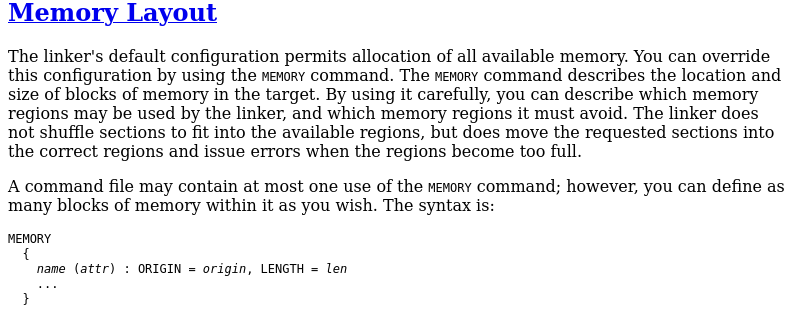 Memory Layout
The linker's default configuration permits allocation of all available memory. You can override
this configuration by using the MEMORY command. The MEMORY command describes the location and
size of blocks of memory in the target. By using it carefully, you can describe which memory
regions may be used by the linker, and which memory regions it must avoid. The linker does
not shuffle sections to fit into the available regions, but does move the requested sections into
the correct regions and issue errors when the regions become too full.
A command file may contain at most one use of the MEMORY command; however, you can define as
many blocks of memory within it as you wish. The syntax is:
MEMORY
{
name (attr) : ORIGIN = origin, LENGTH = len
...
}